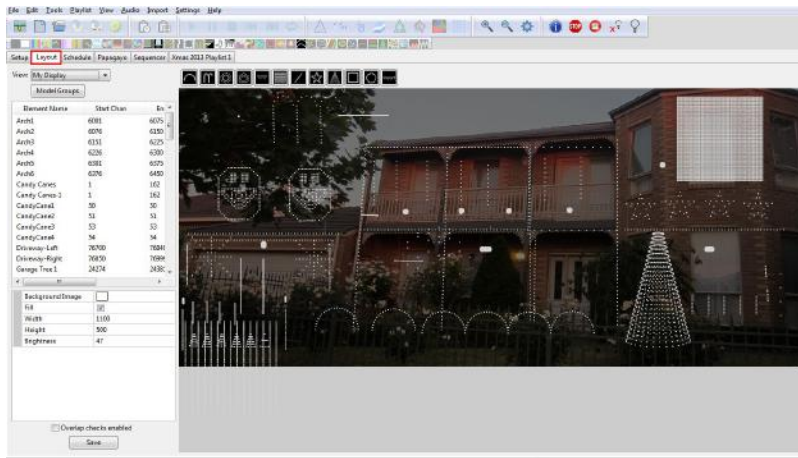 File Edit Tools Playlist View Audio Import Settings Help
Setup Layout Schedule Papagayo Sequencer Xmas 2013 Playlist 1
View: My Display
Model Groups
Element Name Start Chan En
Arch1 6001 6075
Arch2 6076 6150
Arch3 6151 6225
Arch4 6226 6300
Arch5 6301 6375
Arch6 6376 6450
Candy Canes 1 162
Candy Canes-1 1 162
CandyCane1 50 50
CandyCane2 51 51
CandyCane3 53 53
CandyCane4 54 54
Driveway-Left 76700
Driveway-Right 76850
Garage Tree 1 24274
Background Image
Fill
Width 1100
Height 500
Brightness 47
Overlap checks enabled
Save